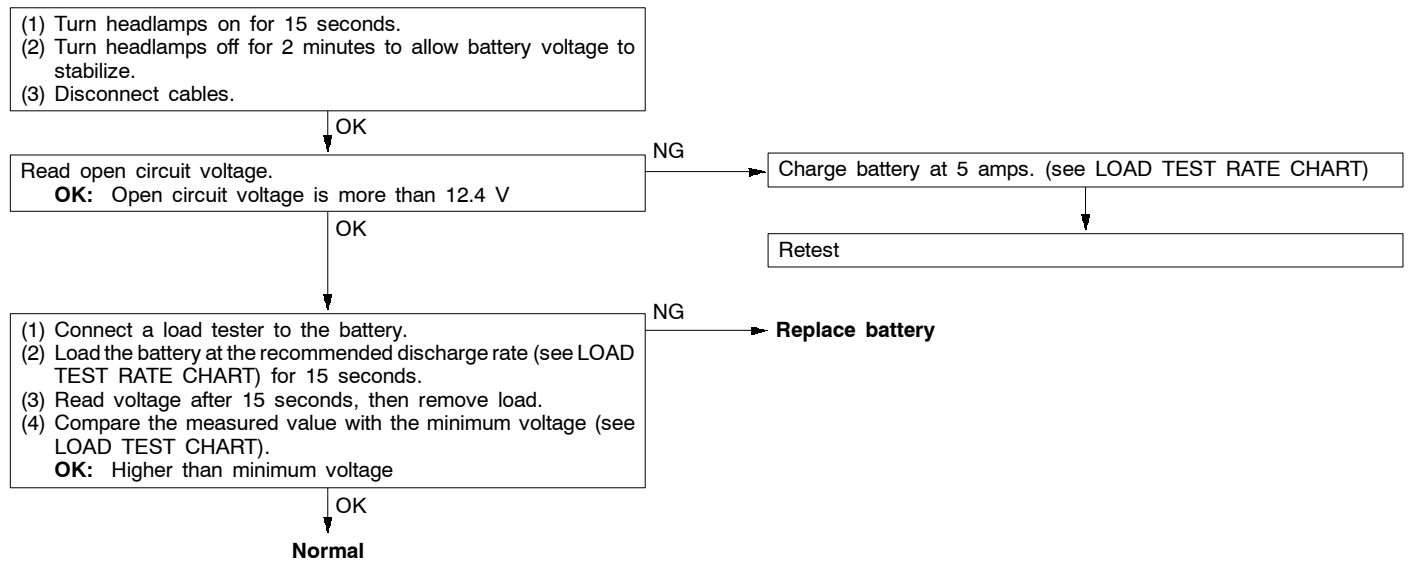 (1) Turn headlamps on for 15 seconds.
(2) Turn headlamps off for 2 minutes to allow battery voltage to
stabilize.
(3) Disconnect cables.
OK
Read open circuit voltage.
OK: Open circuit voltage is more than 12.4 V
NG
Charge battery at 5 amps. (see LOAD TEST RATE CHART)
Retest
OK
(1) Connect a load tester to the battery.
(2) Load the battery at the recommended discharge rate (see LOAD
TEST RATE CHART) for 15 seconds.
(3) Read voltage after 15 seconds, then remove load.
(4) Compare the measured value with the minimum voltage (see
LOAD TEST CHART).
OK: Higher than minimum voltage
NG
Replace battery
OK
Normal